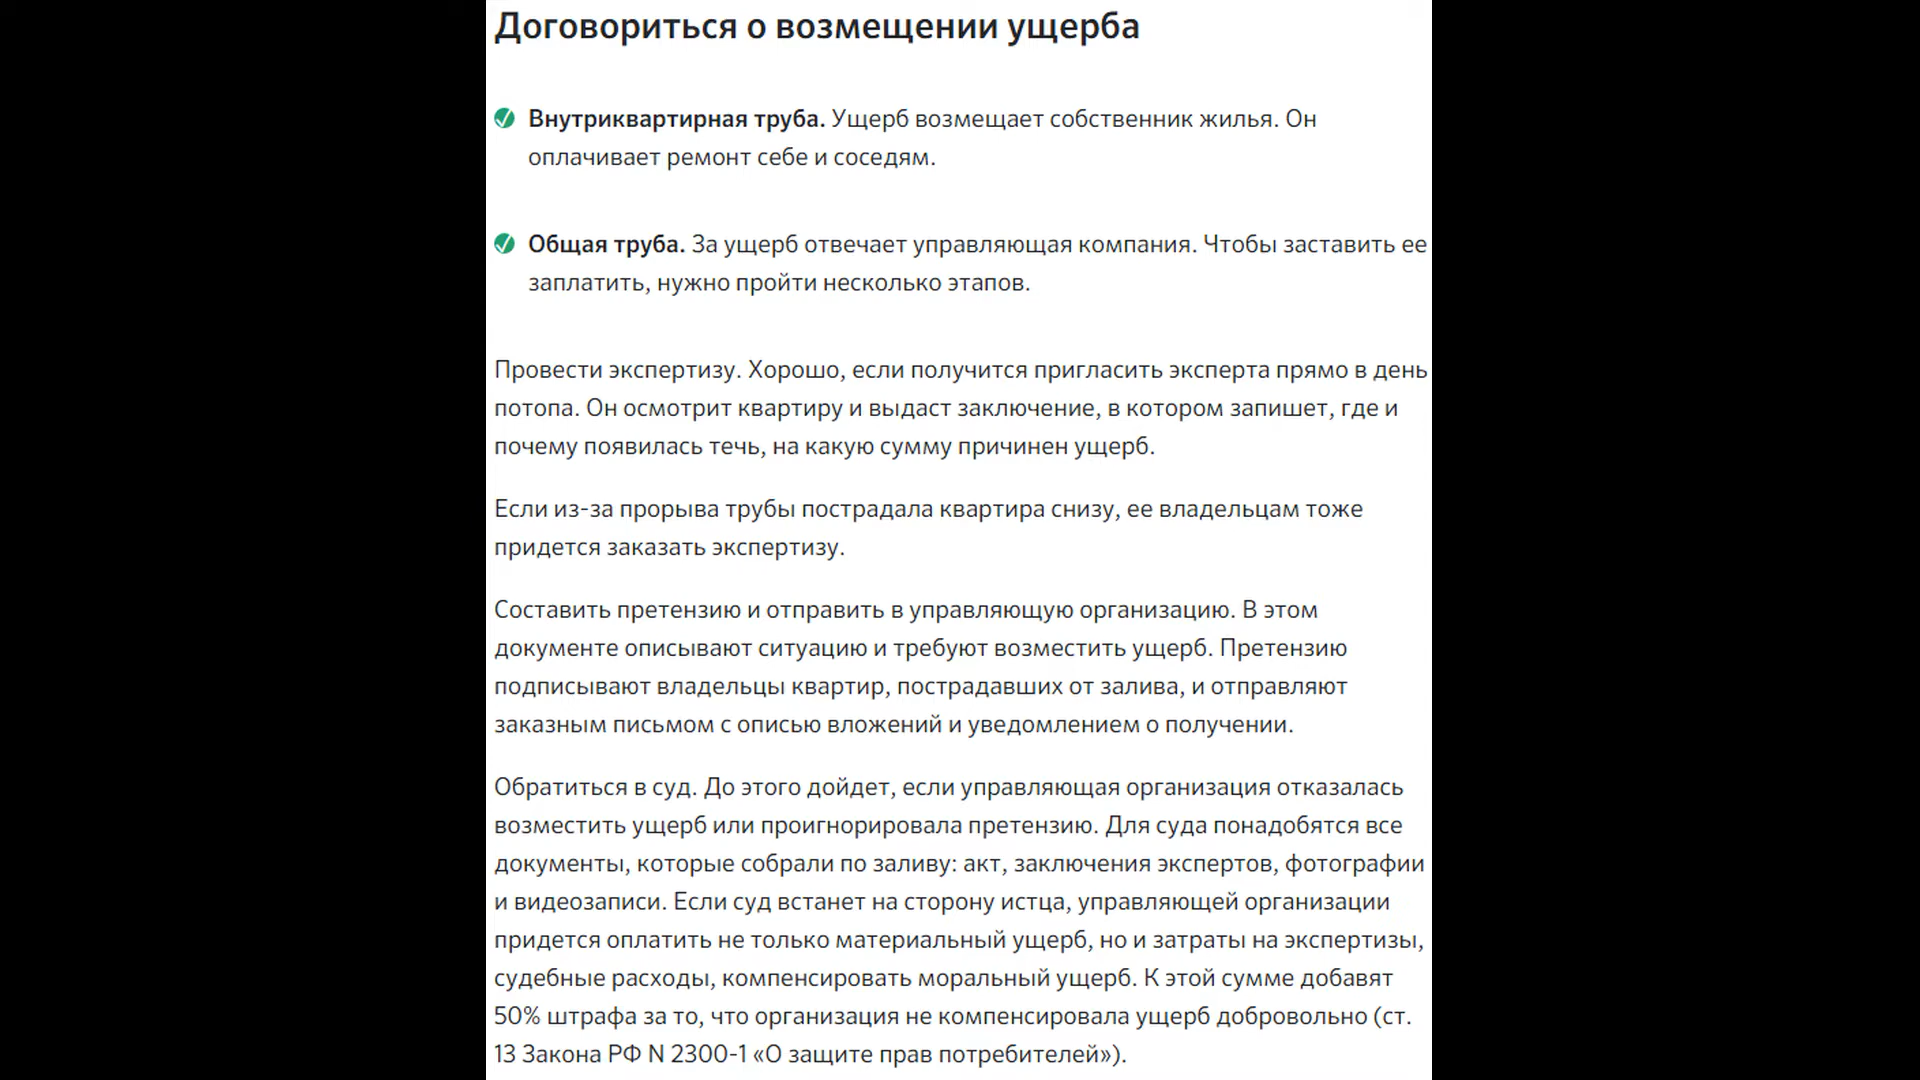 Договориться о возмещении ущерба
Внутриквартирная труба. Ущерб возмещает собственник жилья. Он
оплачивает ремонт себе и соседям.
Общая труба. За ущерб отвечает управляющая компания. Чтобы заставить ее
заплатить, нужно пройти несколько этапов.
Провести экспертизу. Хорошо, если получится пригласить эксперта прямо в день
потопа. Он осмотрит квартиру и выдаст заключение, в котором запишет, где и
почему появилась течь, на какую сумму причинен ущерб.
Если из-за прорыва трубы пострадала квартира снизу, ее владельцам тоже
придется заказать экспертизу.
Составить претензию и отправить в управляющую организацию. В этом
документе описывают ситуацию и требуют возместить ущерб. Претензию
подписывают владельцы квартир, пострадавших от залива, и отправляют
заказным письмом с описью вложений и уведомлением о получении.
Обратиться в суд. До этого дойдет, если управляющая организация отказалась
возместить ущерб или проигнорировала претензию. Для суда понадобятся все
документы, которые собрали по заливу: акт, заключения экспертов, фотографии
и видеозаписи. Если суд встанет на сторону истца, управляющей организации
придется оплатить не только материальный ущерб, но и затраты на экспертизы,
судебные расходы, компенсировать моральный ущерб. К этой сумме добавят
50% штрафа за то, что организация не компенсировала ущерб добровольно (ст.
13 Закона РФ N 2300-1 «О защите прав потребителей»).